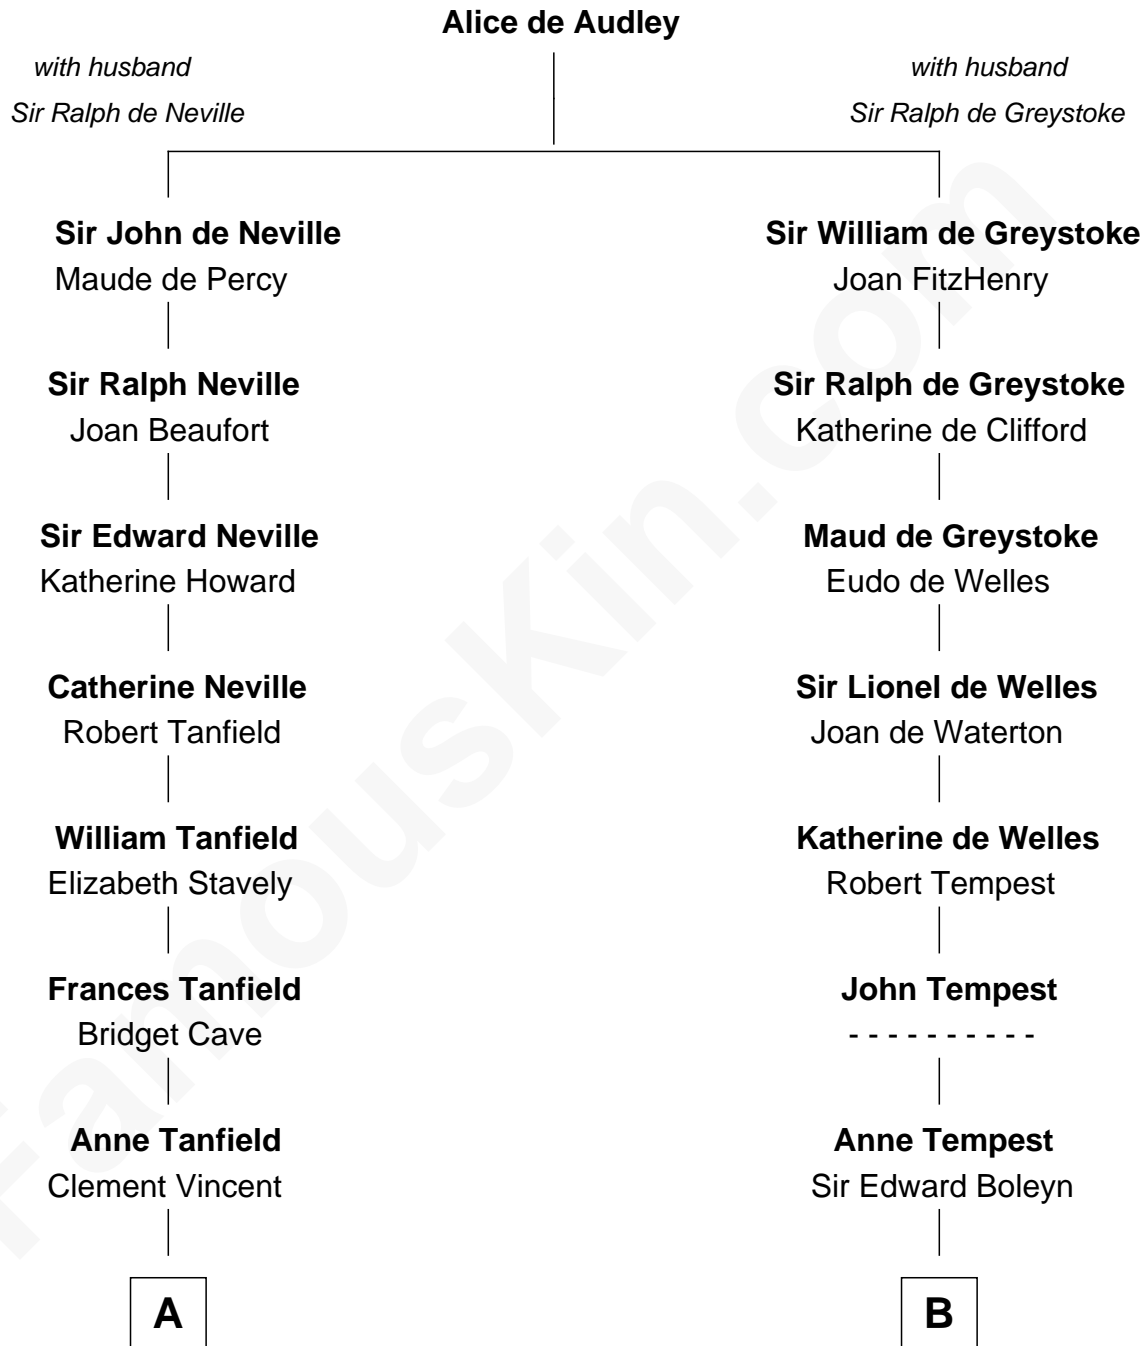 Alice de Audley
with husband
Sir Ralph de Neville
with husband
Sir Ralph de Greystoke
Sir John de Neville
Maude de Percy
Sir William de Greystoke
Joan FitzHenry
Sir Ralph Neville
Joan Beaufort
Sir Ralph de Greystoke
Katherine de Clifford
Sir Edward Neville
Katherine Howard
Maud de Greystoke
Eudo de Welles
Catherine Neville
Robert Tanfield
Sir Lionel de Welles
Joan de Waterton
William Tanfield
Elizabeth Stavely
Katherine de Welles
Robert Tempest
Frances Tanfield
Bridget Cave
John Tempest
- - - - - - - - - -
Anne Tanfield
Clement Vincent
Anne Tempest
Sir Edward Boleyn
A
B
FamousKin.com